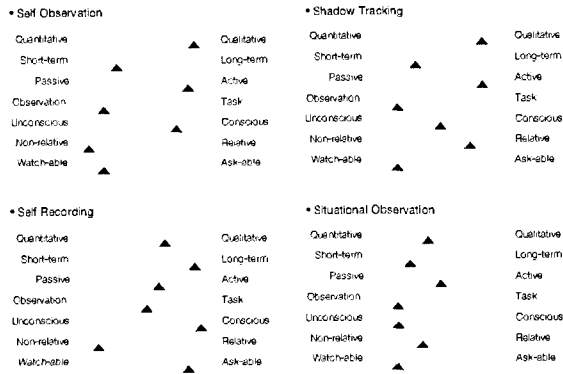 • Self Observation
Quantitative Qualitative
Short-term Long-term
Passive Active
Observation Task
Unconscious Conscious
Non-relative Relative
Watch-able Ask-able
• Shadow Tracking
Quantitative Qualitative
Short-term Long-term
Passive Active
Observation Task
Unconscious Conscious
Non-relative Relative
Watch-able Ask-able
• Self Recording
Quantitative Qualitative
Short-term Long-term
Passive Active
Observation Task
Unconscious Conscious
Non-relative Relative
Watch-able Ask-able
• Situational Observation
Quantitative Qualitative
Short-term Long-term
Passive Active
Observation Task
Unconscious Conscious
Non-relative Relative
Watch-able Ask-able